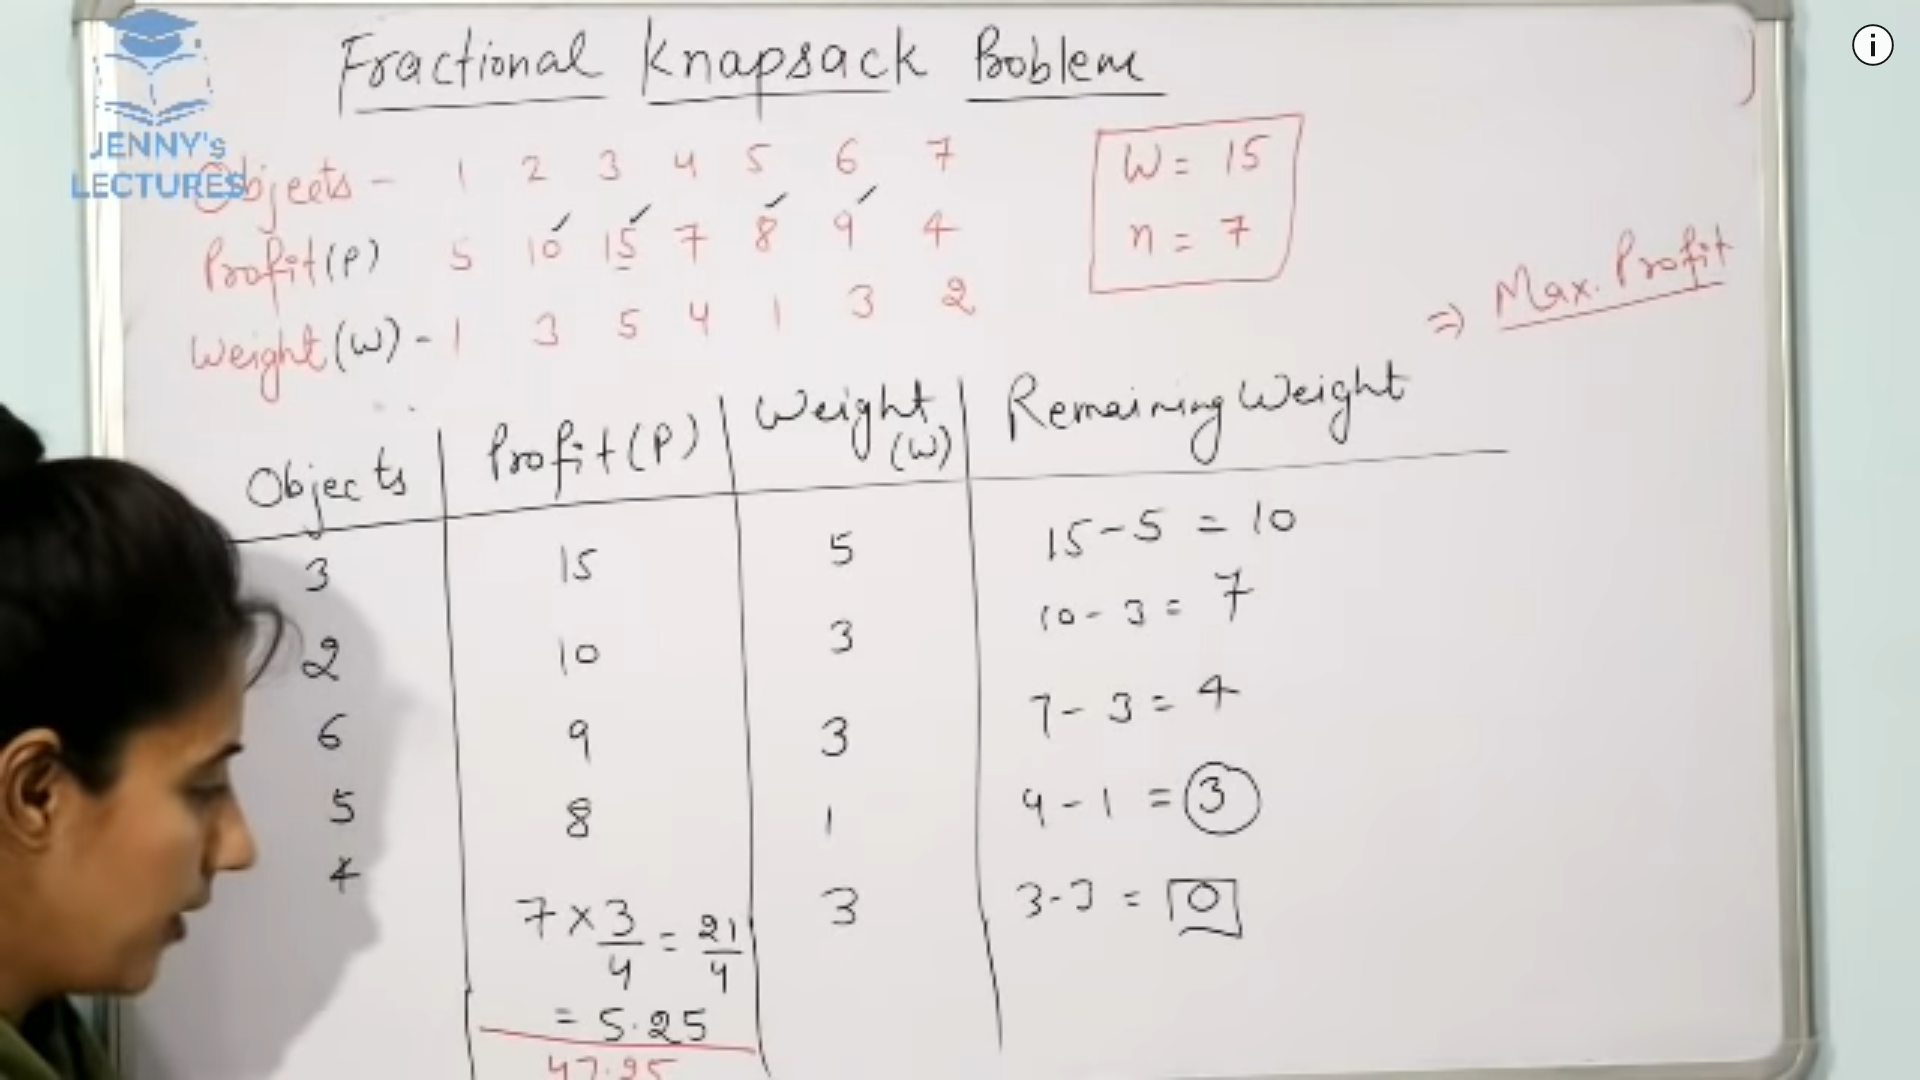 Fractional Knapsack Problem
JENNY's
LECTURES
Objects - 1 2 3 4 5 6 7
Profit (P) 5 10 15 7 8 9 4
Weight (W) - 1 3 5 4 1 3 2
W = 15
n = 7
⇒ Max. Profit
Objects Profit (P) Weight (W) Remaining Weight
3 15 5 15 - 5 = 10
2 10 3 10 - 3 = 7
6 9 3 7 - 3 = 4
5 8 1 4 - 1 = 3
4 7 × 3/4 = 21/4 3 3 - 3 = 0
= 5.25
47.25
i